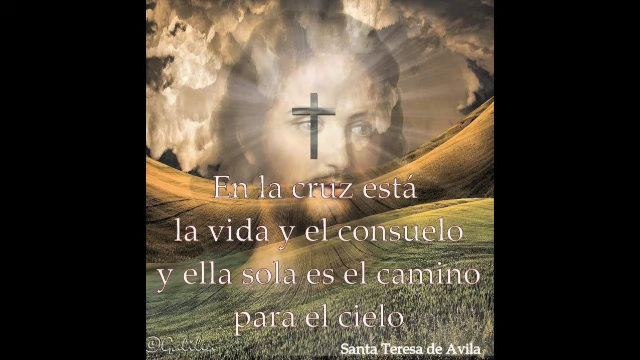 En la cruz está
la vida y el consuelo
y ella sola es el camino
para el cielo
Santa Teresa de Avila